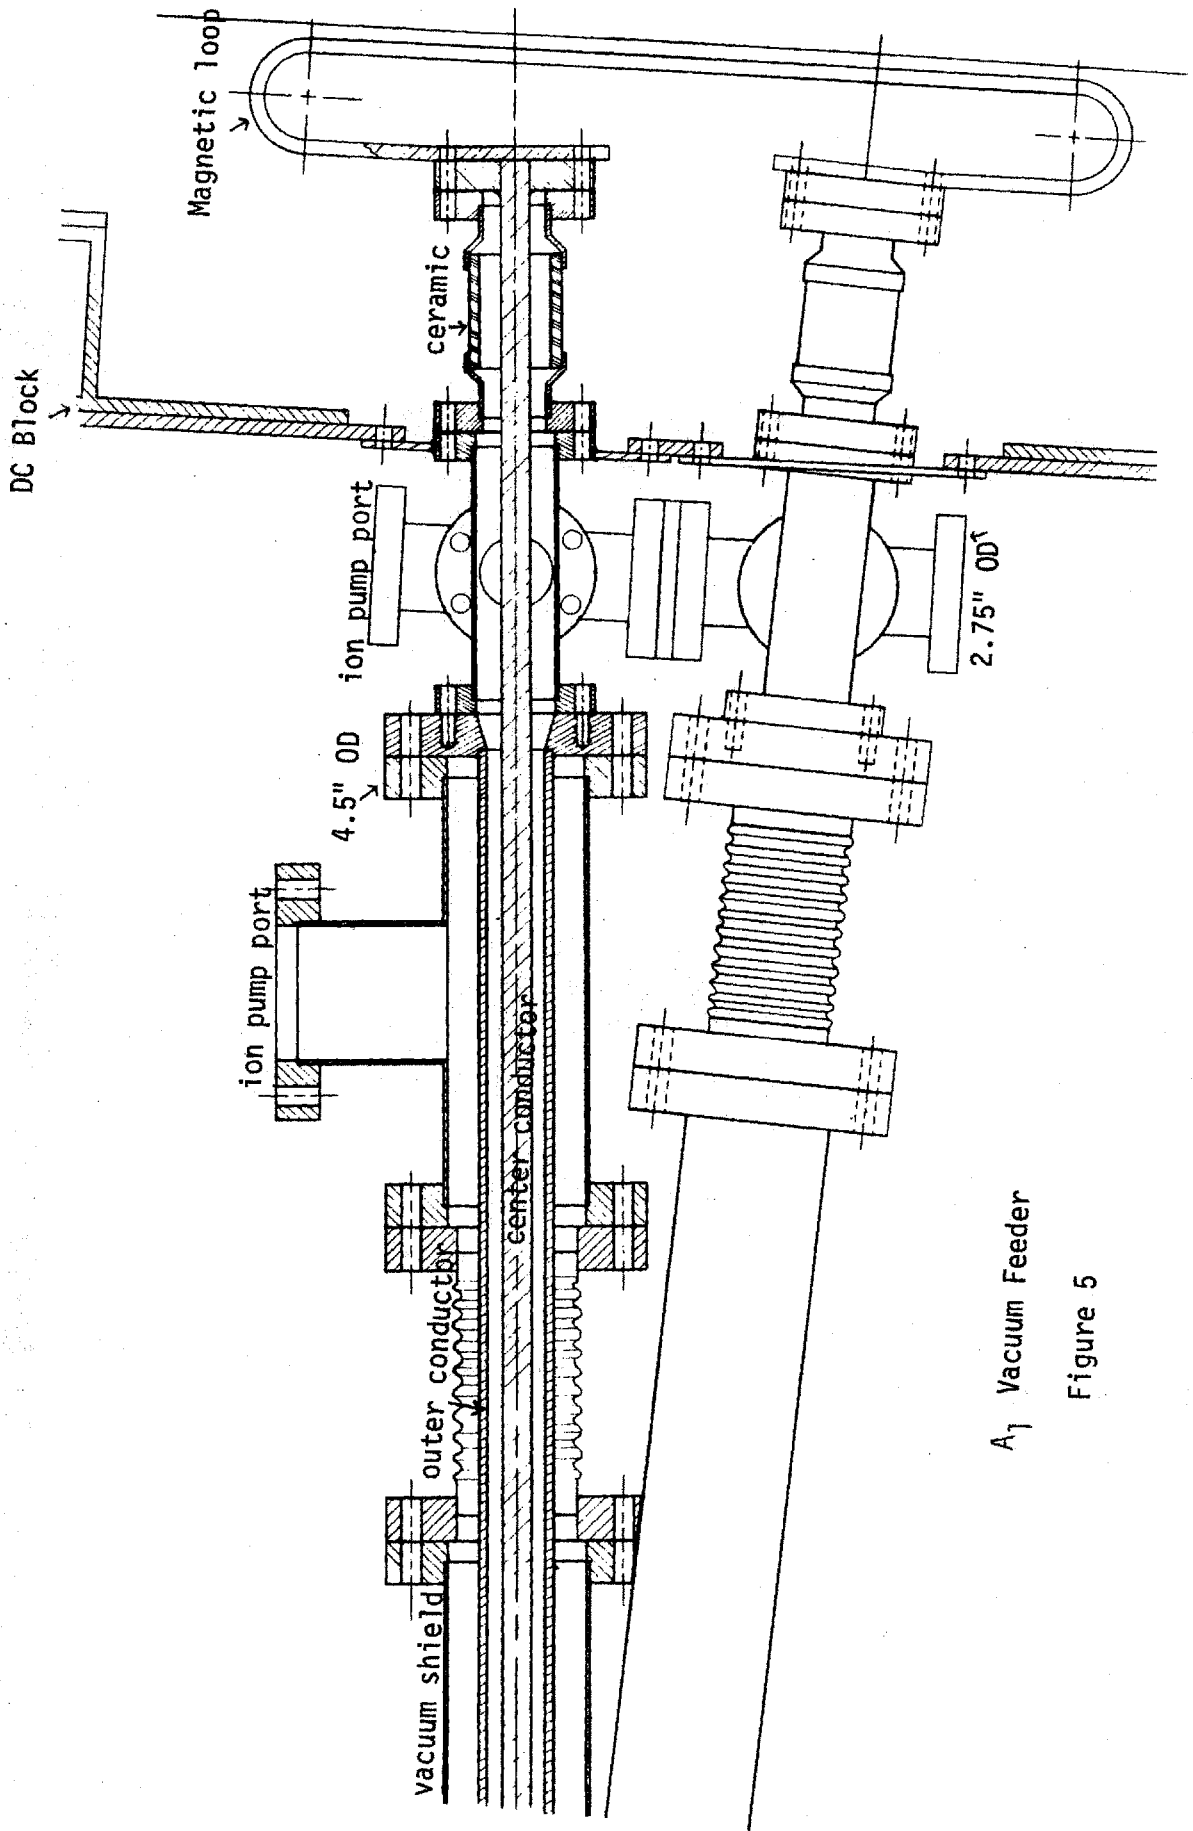 DC Block
Magnetic loop
ceramic
ion pump port
4.5" OD
ion pump port
2.75" OD
center conductor
outer conductor
vacuum shield
A1 Vacuum Feeder
Figure 5